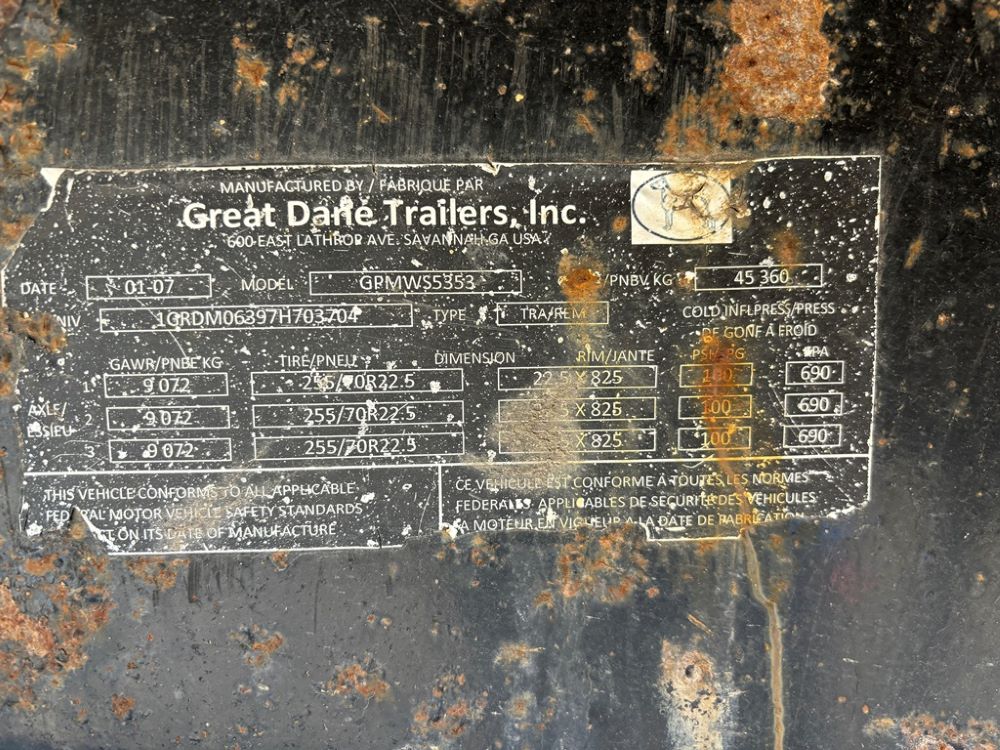 MANUFACTURED BY / FABRIQUE PAR
Great Dane Trailers, Inc.
600 EAST LATHROP AVE. SAVANNAH GA USA
DATE 01-07 MODEL GPMWS5353 /PNBV KG 45 360
NIV 1GRDM06397H703704 TYPE TRA/REM COLD INFL.PRESS/PRESS
DE GONF A FROID
GAWR/PNBE KG TIRE/PNEU DIMENSION RIM/JANTE PSI/ KPA
1 9 072 255/70R22.5 22.5 X 825 100 690
AXLE/ 2 9 072 255/70R22.5 X 825 100 690
ESSIEU
3 9 072 255/70R22.5 X 825 100 690
THIS VEHICLE CONFORMS TO ALL APPLICABLE
FEDERAL MOTOR VEHICLE SAFETY STANDARDS
ON ITS DATE OF MANUFACTURE
CE VEHICULE EST CONFORME A TOUTES LES NORMES
FEDERALES APPLICABLES DE SECURITE DES VEHICULES
A MOTEUR EN VIGUEUR A LA DATE DE FABRICATION